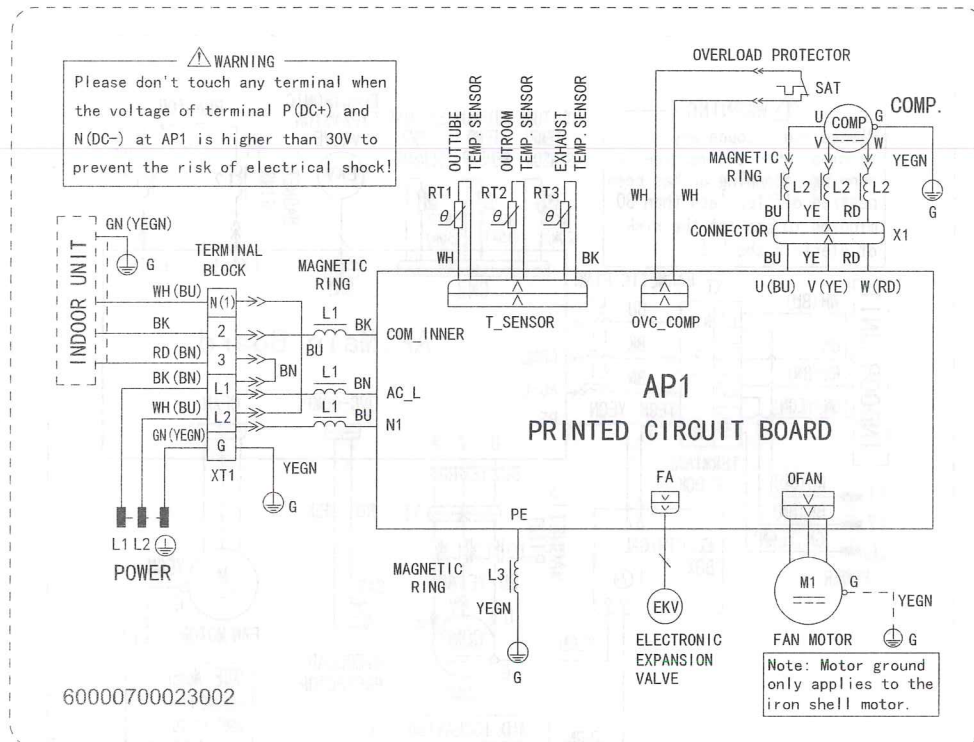 WARNING
Please don't touch any terminal when
the voltage of terminal P(DC+) and
N(DC-) at AP1 is higher than 30V to
prevent the risk of electrical shock!
OUTTUBE
TEMP. SENSOR
OUTROOM
TEMP. SENSOR
EXHAUST
TEMP. SENSOR
RT1
RT2
RT3
θ
θ
θ
WH
BK
T_SENSOR
OVERLOAD PROTECTOR
SAT
WH
WH
OVC_COMP
COMP.
U
COMP
G
V
W
YEGN
G
MAGNETIC
RING
L2
L2
L2
BU
YE
RD
CONNECTOR
X1
BU
YE
RD
U(BU)
V(YE)
W(RD)
INDOOR UNIT
GN(YEGN)
G
TERMINAL
BLOCK
WH(BU)
N(1)
BK
2
RD(BN)
3
BK(BN)
L1
WH(BU)
L2
GN(YEGN)
G
XT1
YEGN
G
MAGNETIC
RING
L1
BK
COM_INNER
BU
BN
L1
BN
AC_L
L1
BU
N1
L1
L2
POWER
AP1
PRINTED CIRCUIT BOARD
PE
MAGNETIC
RING
L3
YEGN
G
FA
EKV
ELECTRONIC
EXPANSION
VALVE
OFAN
M1
G
YEGN
G
FAN MOTOR
Note: Motor ground
only applies to the
iron shell motor.
60000700023002